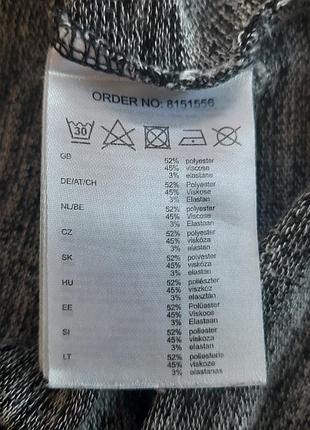 ORDER NO: 8151556
30
GB 52% polyester
45% viscose
3% elastane
DE/AT/CH 52% polyester
45% Viskose
3% Elastan
NL/BE 52% polyester
45% Viscose
3% Elastan
CZ 52% polyester
45% viskóza
3% elastan
SK 52% polyester
45% viskóza
3% elastan
HU 52% poliészter
45% viszkóz
3% elasztán
EE 52% Polüester
45% Viskoos
3% Elastaan
SI 52% poliester
45% viskoza
3% elastan
LT 52% poliesteris
45% viskozė
3% elastanas